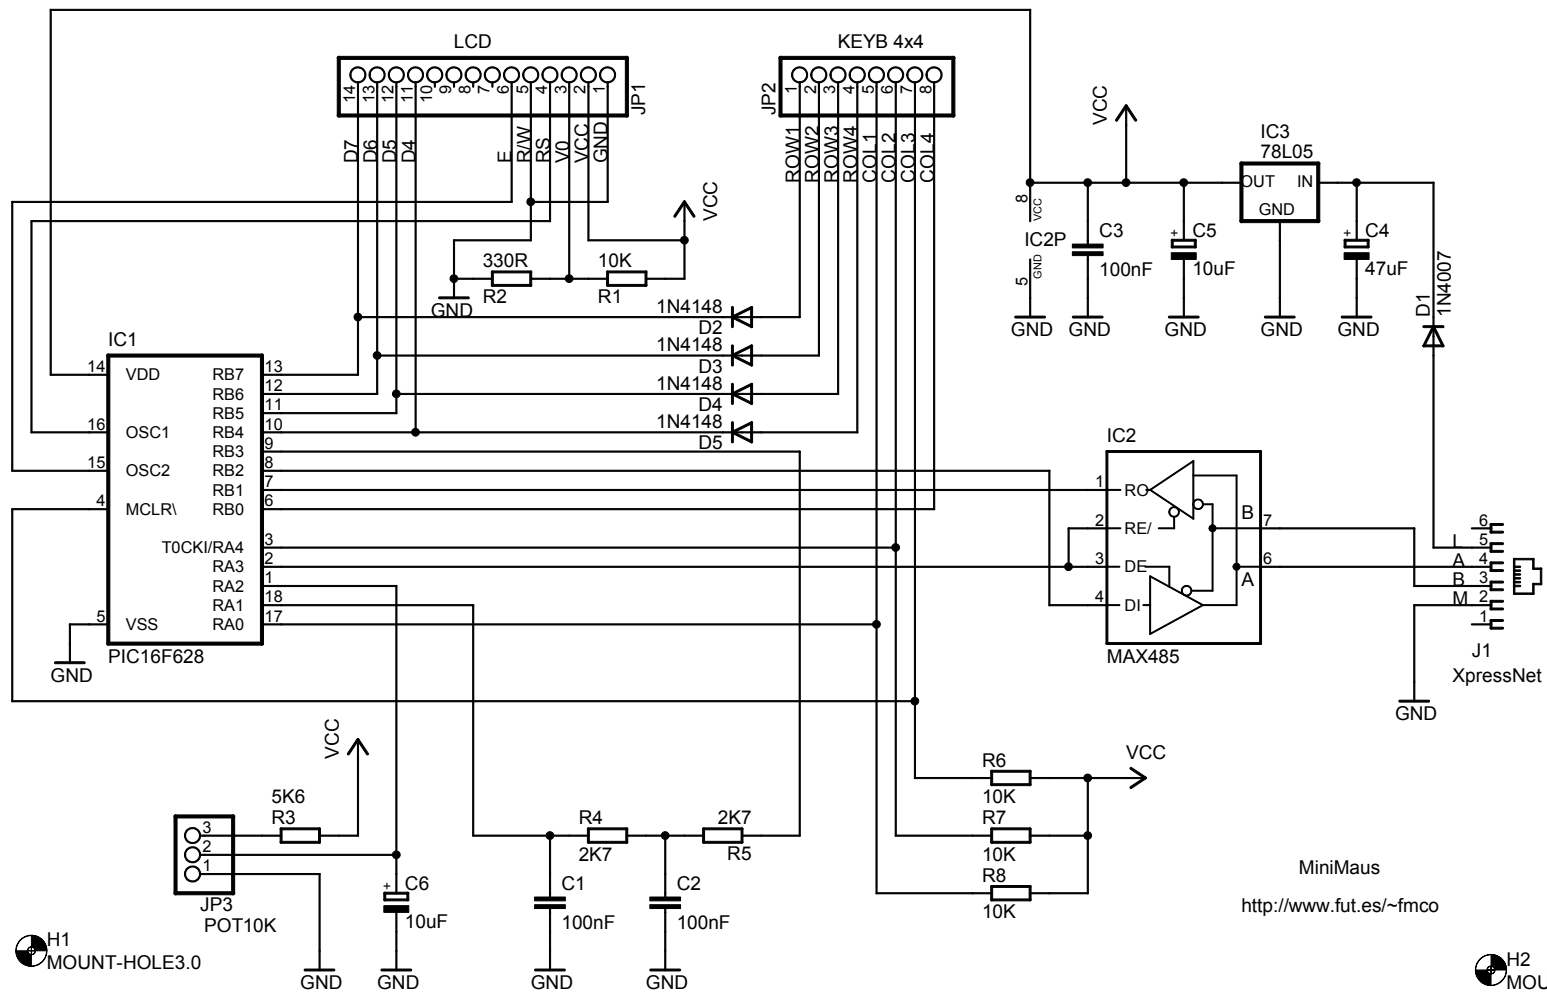 LCD
KEYB 4x4
14 13 12 11 10 9 8 7 6 5 4 3 2 1
JP1
D7 D6 D5 D4 E R/W RS V0 VCC GND
JP2
1 2 3 4 5 6 7 8
ROW1 ROW2 ROW3 ROW4 COL1 COL2 COL3 COL4
VCC
IC3
78L05
OUT IN
GND
VCC
8 VCC
IC2P
5 GND
C3
100nF
+ C5
10uF
+ C4
47uF
D1
1N4007
GND GND GND GND GND
330R
R2
10K
R1
GND
1N4148
D2
1N4148
D3
1N4148
D4
1N4148
D5
IC1
14 VDD RB7 13
RB6 12
RB5 11
16 OSC1 RB4 10
RB3 9
15 OSC2 RB2 8
RB1 7
4 MCLR\ RB0 6
T0CKI/RA4 3
RA3 2
RA2 1
RA1 18
5 VSS RA0 17
PIC16F628
GND
IC2
1 RO
2 RE/
3 DE
4 DI
B 7
A 6
MAX485
6
L 5
A 4
B 3
M 2
1
J1
XpressNet
GND
VCC
5K6
R3
3
2
1
JP3
POT10K
+ C6
10uF
R4
2K7
2K7
R5
C1
100nF
C2
100nF
GND GND GND GND
R6
10K
R7
10K
R8
10K
VCC
MiniMaus
http://www.fut.es/~fmco
H1
MOUNT-HOLE3.0
H2
MOU